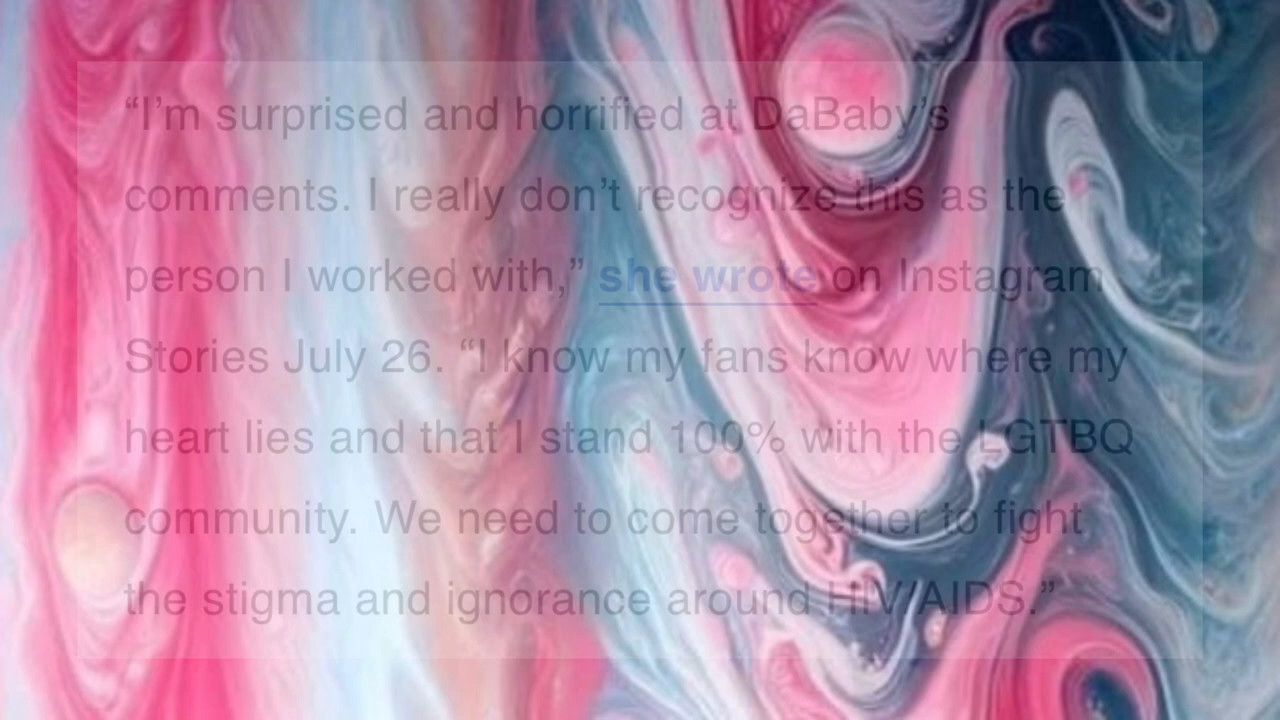 “I’m surprised and horrified at DaBaby’s
comments. I really don’t recognize this as the
person I worked with,” she wrote on Instagram
Stories July 26. “I know my fans know where my
heart lies and that I stand 100% with the LGTBQ
community. We need to come together to fight
the stigma and ignorance around HIV/AIDS.”